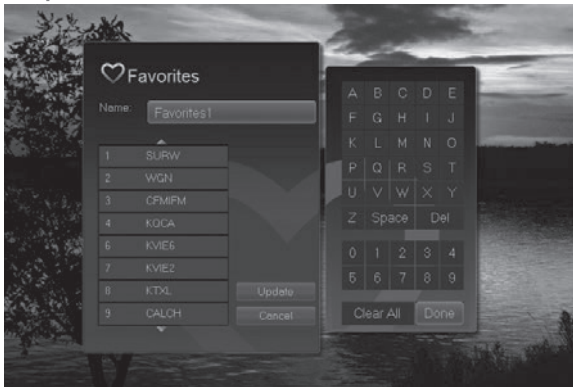 Favorites
Name: Favorites1
1 SURW
2 WGN
3 CFMIFM
4 KQCA
6 KVIE6
7 KVIE2
8 KTXL
9 CALCH
Update
Cancel
A B C D E
F G H I J
K L M N O
P Q R S T
U V W X Y
Z Space Del
0 1 2 3 4
5 6 7 8 9
Clear All Done